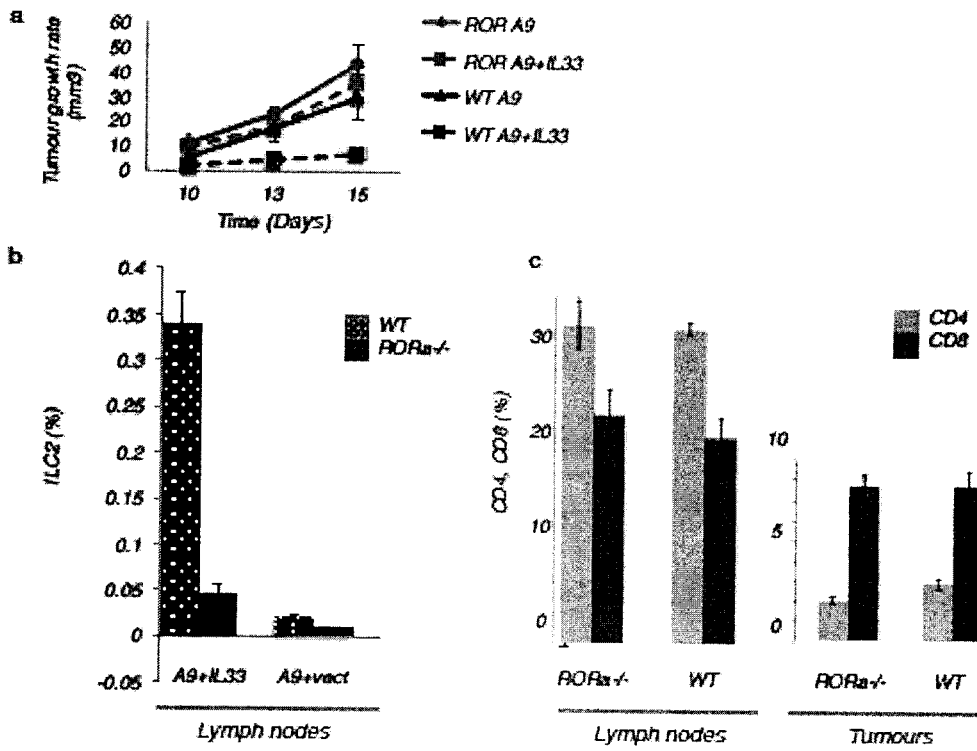 a
Tumour growth rate
(mm3)
60
50
40
30
20
10
0
10
13
15
Time (Days)
ROR A9
ROR A9+IL33
WT A9
WT A9+IL33
b
ILC2 (%)
0.4
0.35
0.3
0.25
0.2
0.15
0.1
0.05
0
-0.05
WT
RORa-/-
A9+IL33
A9+vect
Lymph nodes
c
CD4, CD8 (%)
30
20
10
0
CD4
CD8
10
5
0
RORa-/-
WT
RORa-/-
WT
Lymph nodes
Tumours